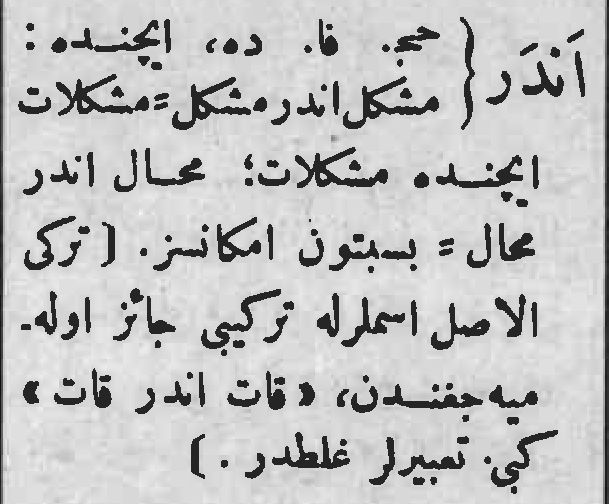 اَندَر { حج. فا. ده، ایچنده :
مشکل اندر مشکل = مشکلات
ایچنده مشکلات؛ محال اندر
محال = بسبتون امکانسز. [ ترکی
الاصل اسملرله ترکیبی جائز اوله-
میه‌جغندن، «قات اندر قات»
کبی تعبیرلر غلطدر . ]